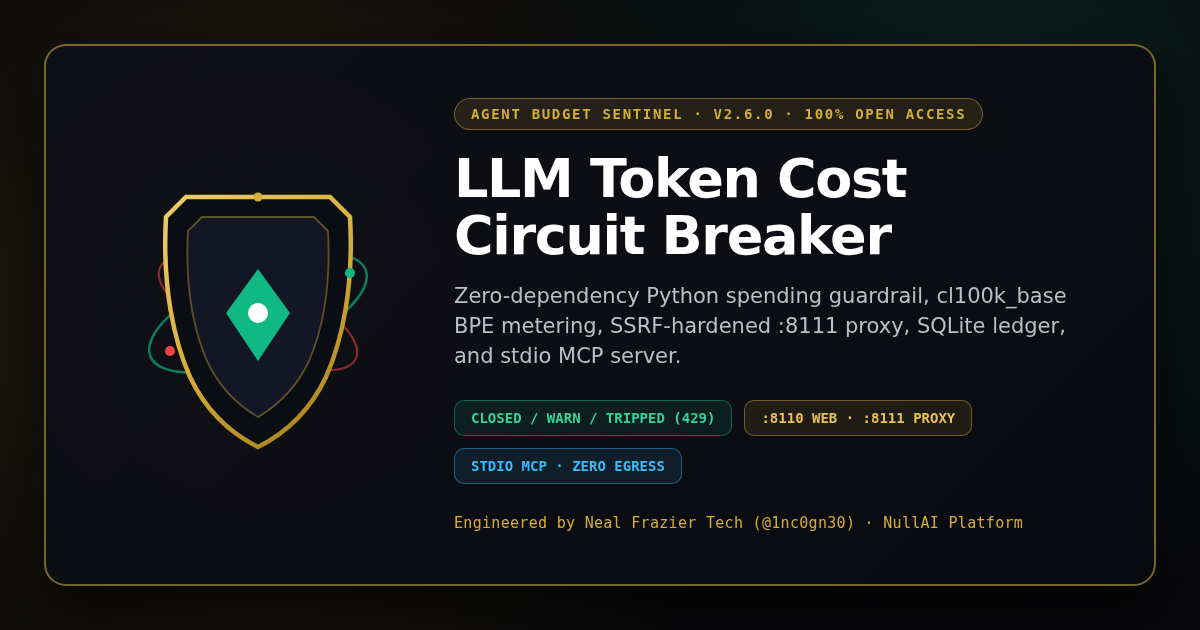 AGENT BUDGET SENTINEL · V2.6.0 · 100% OPEN ACCESS
LLM Token Cost
Circuit Breaker
Zero-dependency Python spending guardrail, cl100k_base
BPE metering, SSRF-hardened :8111 proxy, SQLite ledger,
and stdio MCP server.
CLOSED / WARN / TRIPPED (429)
:8110 WEB · :8111 PROXY
STDIO MCP · ZERO EGRESS
Engineered by Neal Frazier Tech (@1nc0gn30) · NullAI Platform